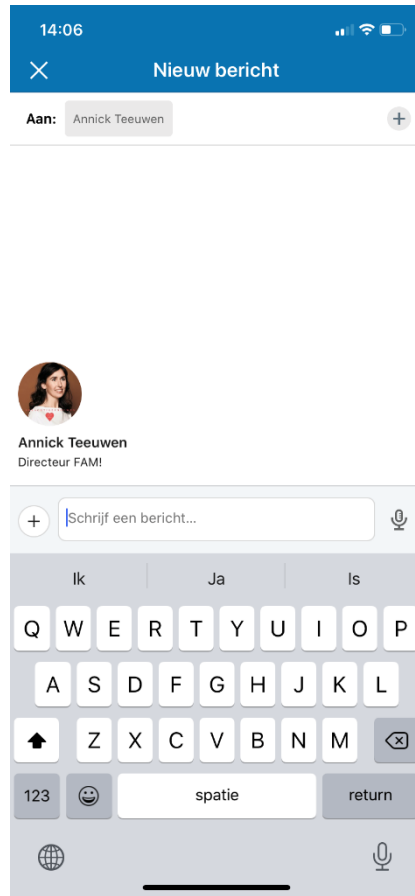 14:06
Nieuw bericht
Aan: Annick Teeuwen
Annick Teeuwen
Directeur FAM!
Schrijf een bericht...
Ik Ja Is
Q W E R T Y U I O P
A S D F G H J K L
Z X C V B N M
123 spatie return